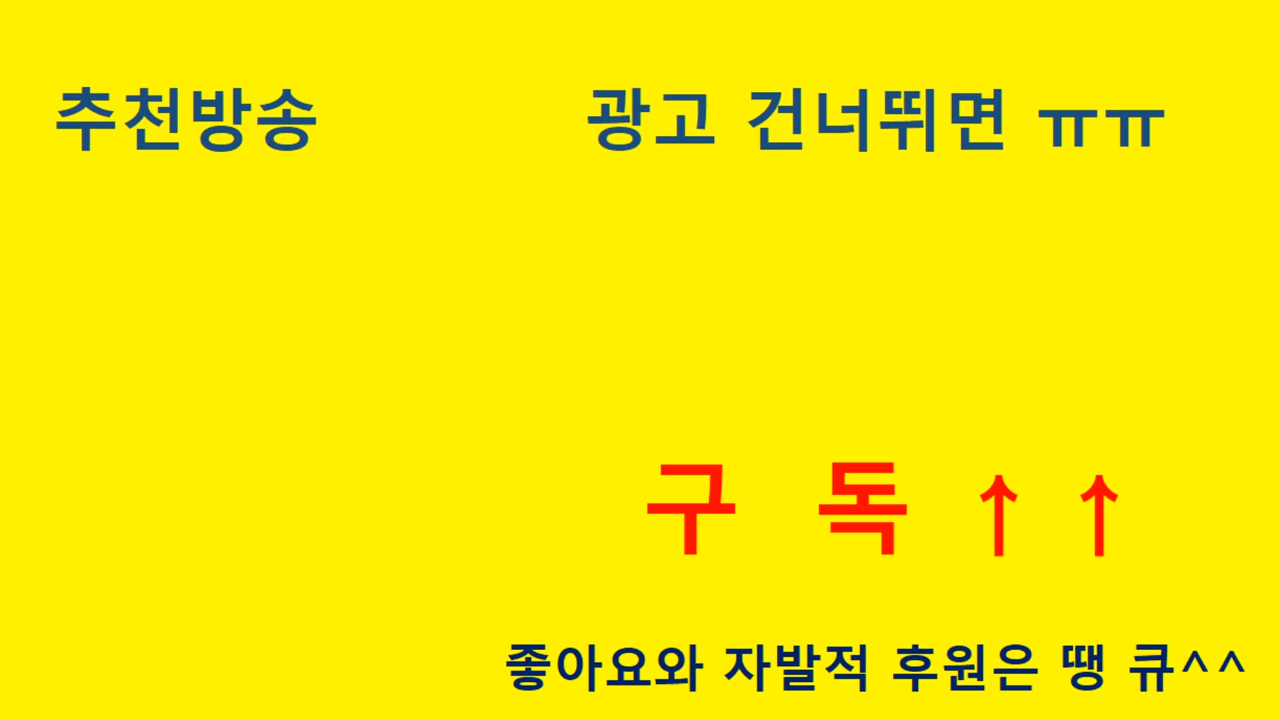 추천방송 광고 건너뛰면 ㅠㅠ
구 독 ↑ ↑
좋아요와 자발적 후원은 땡 큐^^